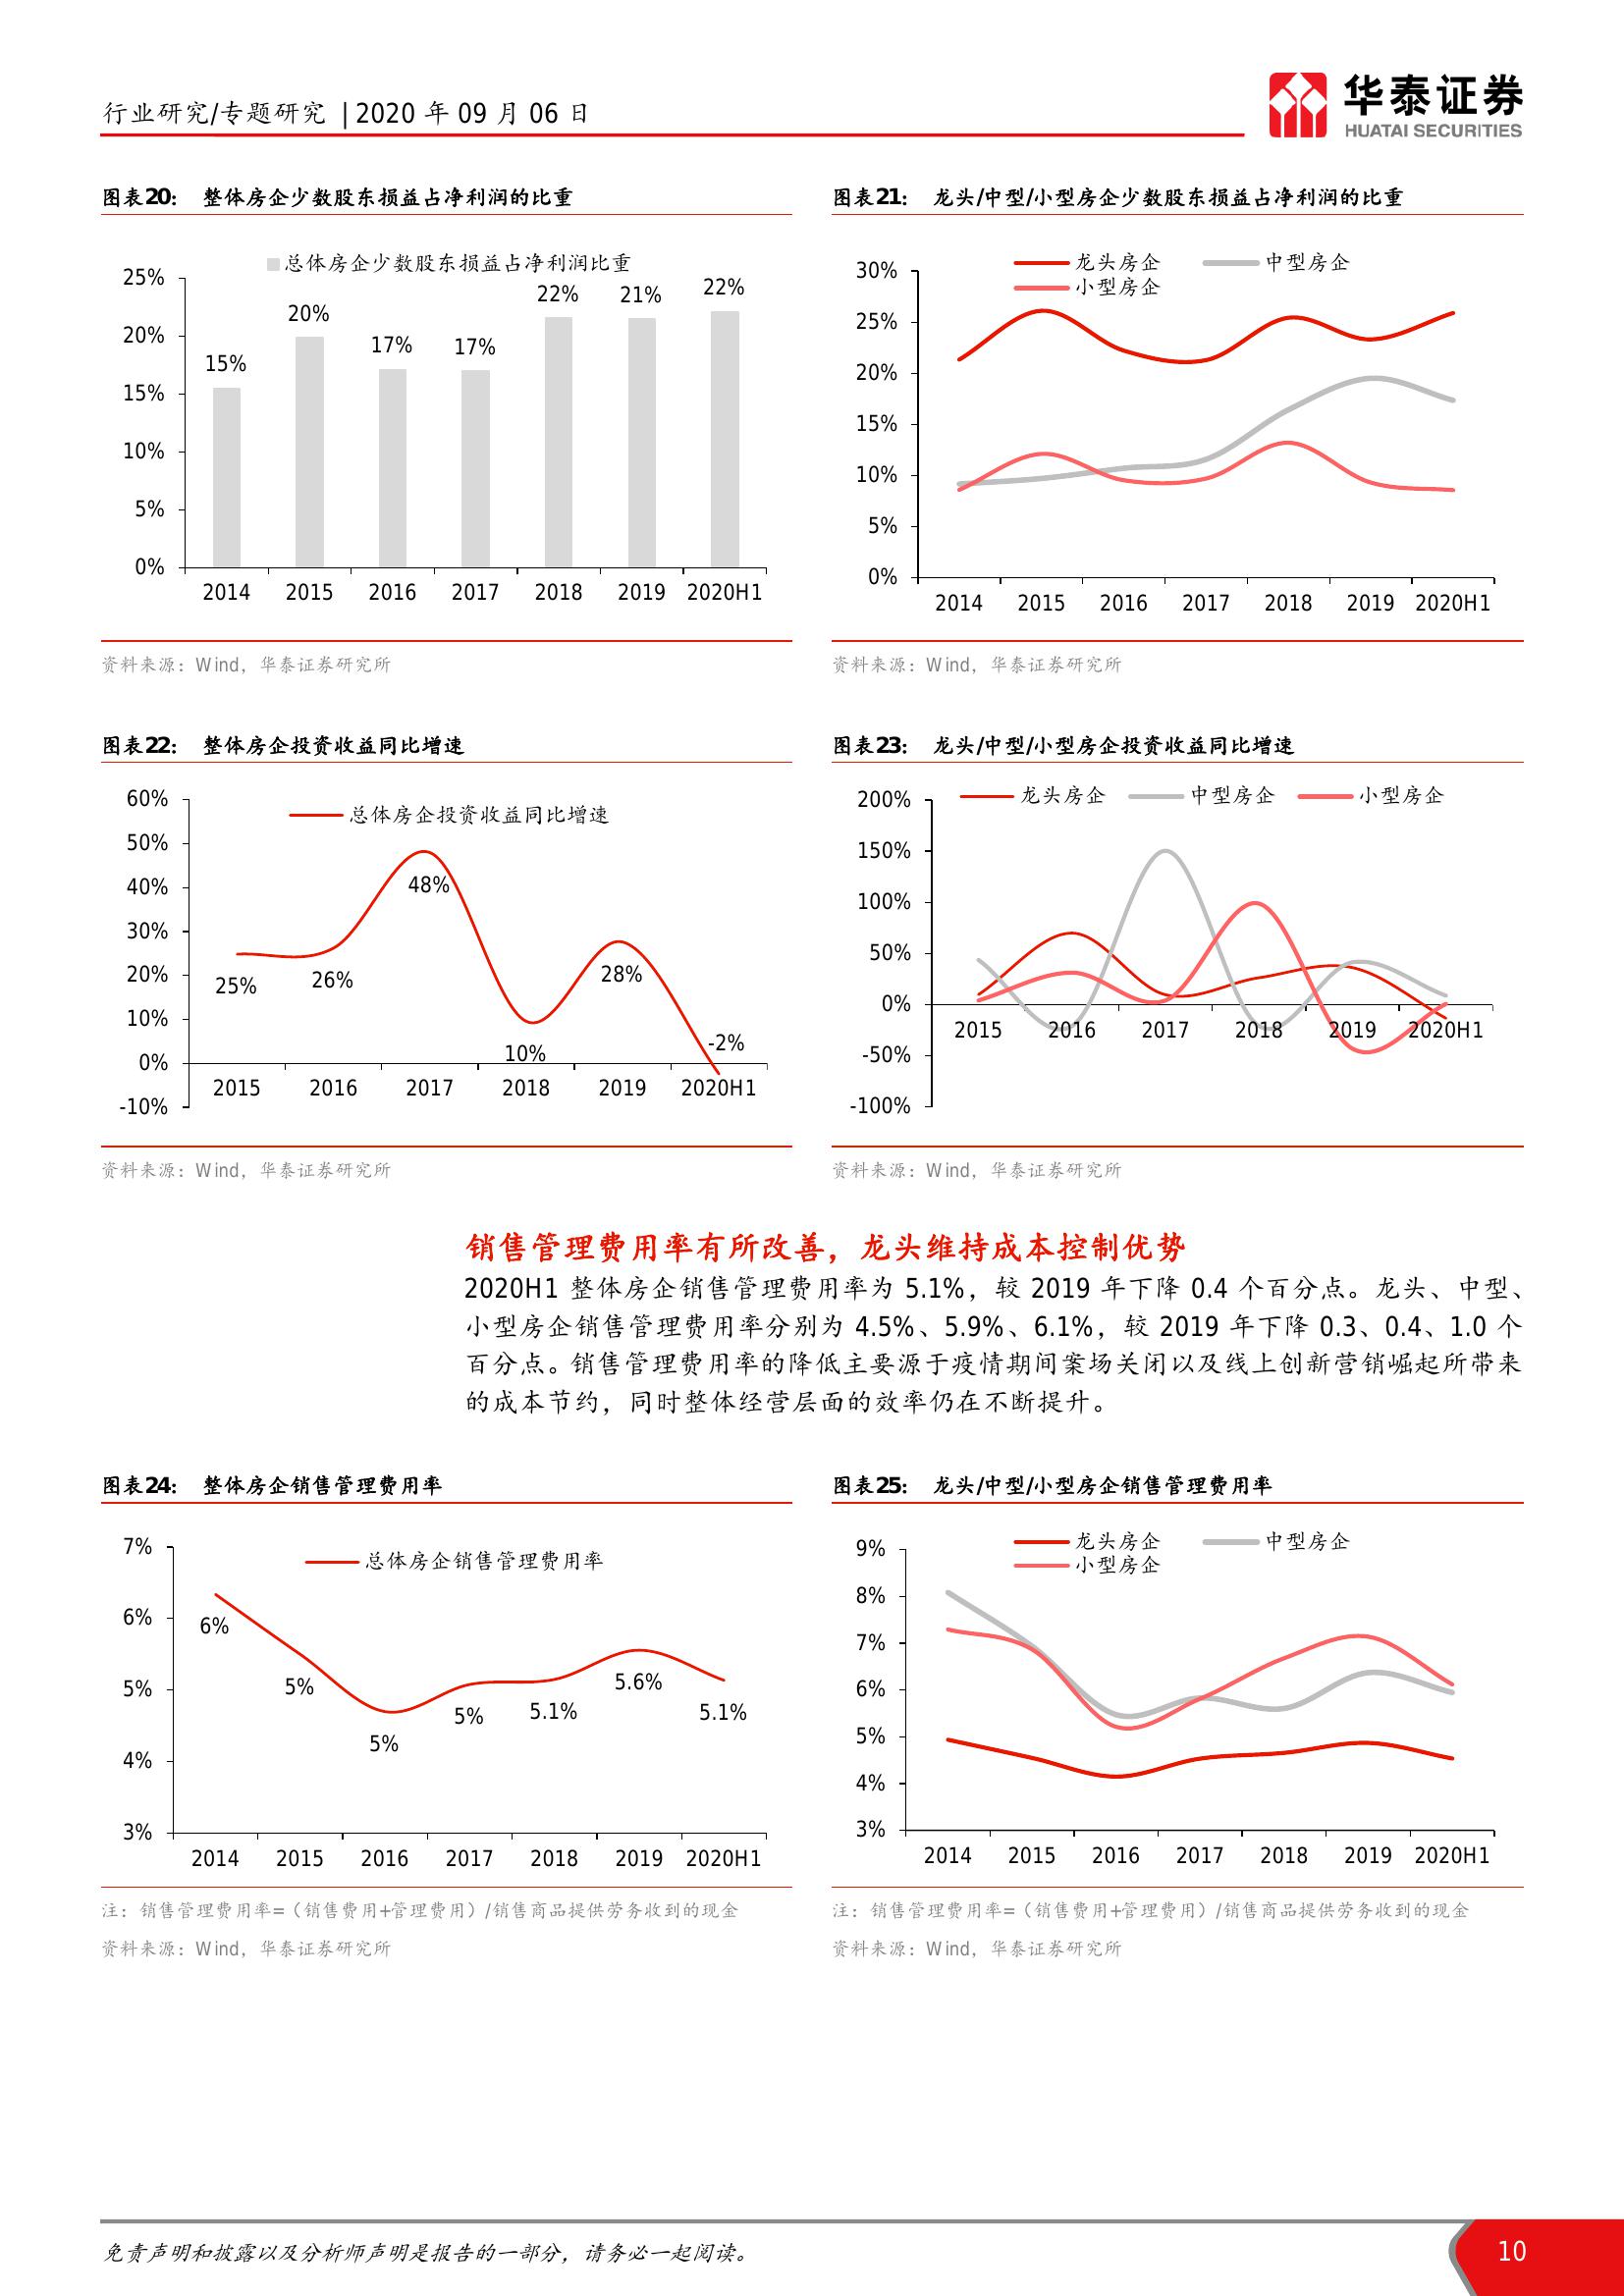 行业研究/专题研究 | 2020 年 09 月 06 日
华泰证券
HUATAI SECURITIES
图表20： 整体房企少数股东损益占净利润的比重
总体房企少数股东损益占净利润比重
25%
20%
15%
10%
5%
0%
15%
20%
17%
17%
22%
21%
22%
2014 2015 2016 2017 2018 2019 2020H1
资料来源：Wind，华泰证券研究所
图表21： 龙头/中型/小型房企少数股东损益占净利润的比重
龙头房企 中型房企
小型房企
30%
25%
20%
15%
10%
5%
0%
2014 2015 2016 2017 2018 2019 2020H1
资料来源：Wind，华泰证券研究所
图表22： 整体房企投资收益同比增速
总体房企投资收益同比增速
60%
50%
40%
30%
20%
10%
0%
-10%
25%
26%
48%
10%
28%
-2%
2015 2016 2017 2018 2019 2020H1
资料来源：Wind，华泰证券研究所
图表23： 龙头/中型/小型房企投资收益同比增速
龙头房企 中型房企 小型房企
200%
150%
100%
50%
0%
-50%
-100%
2015 2016 2017 2018 2019 2020H1
资料来源：Wind，华泰证券研究所
销售管理费用率有所改善，龙头维持成本控制优势
2020H1 整体房企销售管理费用率为 5.1%，较 2019 年下降 0.4 个百分点。龙头、中型、
小型房企销售管理费用率分别为 4.5%、5.9%、6.1%，较 2019 年下降 0.3、0.4、1.0 个
百分点。销售管理费用率的降低主要源于疫情期间案场关闭以及线上创新营销崛起所带来
的成本节约，同时整体经营层面的效率仍在不断提升。
图表24： 整体房企销售管理费用率
总体房企销售管理费用率
7%
6%
5%
4%
3%
6%
5%
5%
5%
5.1%
5.6%
5.1%
2014 2015 2016 2017 2018 2019 2020H1
注：销售管理费用率=（销售费用+管理费用）/销售商品提供劳务收到的现金
资料来源：Wind，华泰证券研究所
图表25： 龙头/中型/小型房企销售管理费用率
龙头房企 中型房企
小型房企
9%
8%
7%
6%
5%
4%
3%
2014 2015 2016 2017 2018 2019 2020H1
注：销售管理费用率=（销售费用+管理费用）/销售商品提供劳务收到的现金
资料来源：Wind，华泰证券研究所
免责声明和披露以及分析师声明是报告的一部分，请务必一起阅读。
10